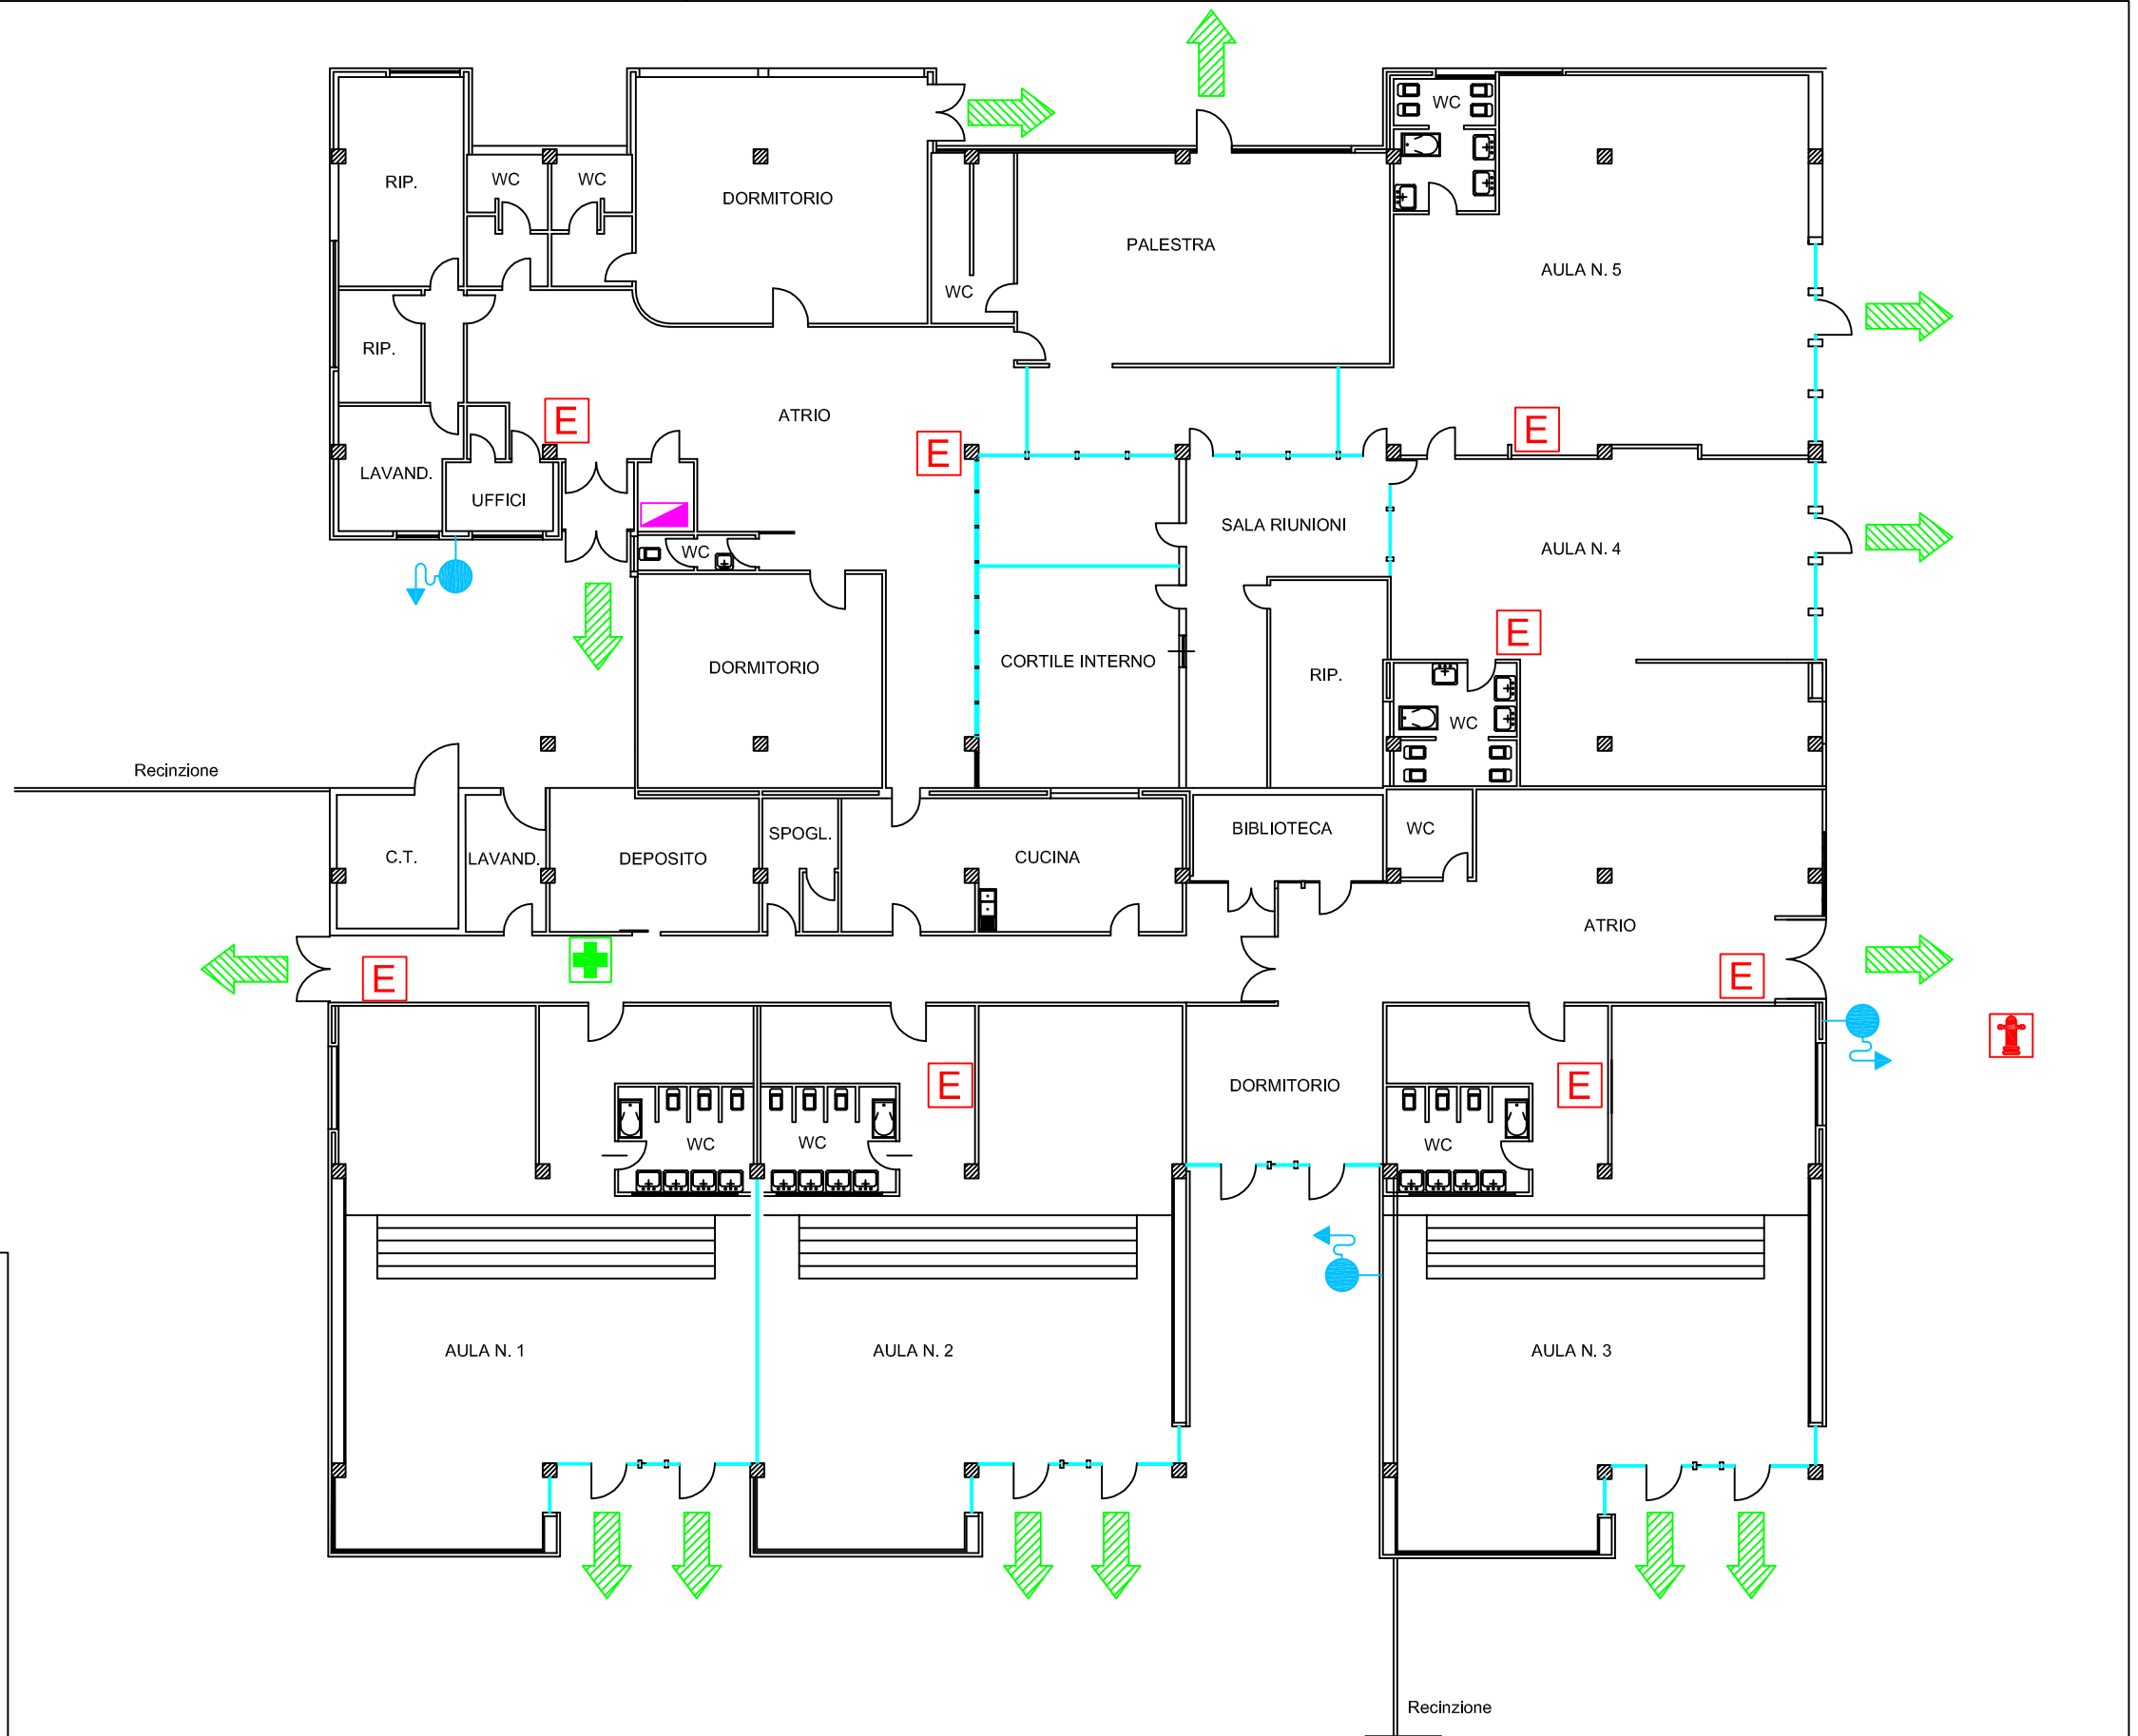 WC
RIP.
WC
WC
DORMITORIO
PALESTRA
AULA N. 5
WC
RIP.
ATRIO
E
E
E
LAVAND.
UFFICI
SALA RIUNIONI
AULA N. 4
WC
E
DORMITORIO
CORTILE INTERNO
RIP.
WC
Recinzione
SPOGL.
BIBLIOTECA
WC
C.T.
LAVAND.
DEPOSITO
CUCINA
ATRIO
E
E
E
DORMITORIO
E
WC
WC
WC
AULA N. 1
AULA N. 2
AULA N. 3
Recinzione